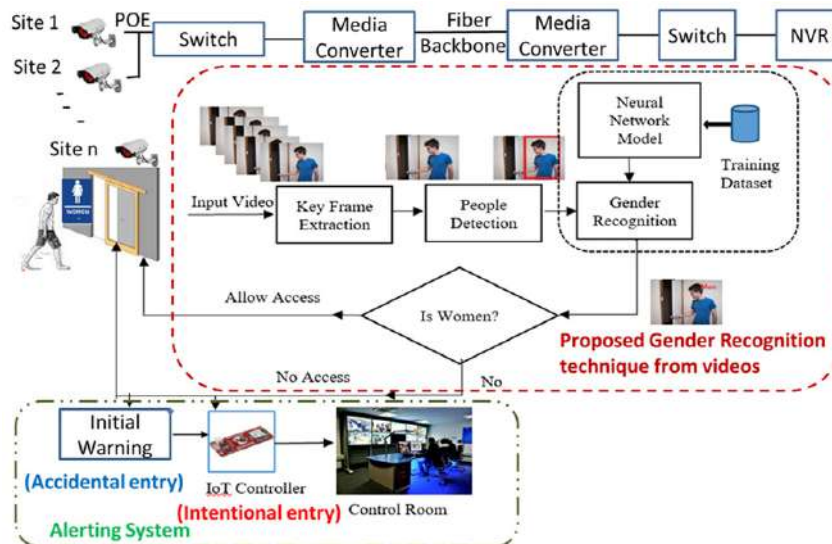 Site 1
POE
Switch
Media
Converter
Fiber
Backbone
Media
Converter
Switch
NVR
Site 2
Site n
WOMEN
Input Video
Key Frame
Extraction
People
Detection
Neural
Network
Model
Training
Dataset
Gender
Recognition
Man
Allow Access
Is Women?
Proposed Gender Recognition
technique from videos
No Access
No
Initial
Warning
(Accidental entry)
IoT Controller
(Intentional entry)
Control Room
Alerting System